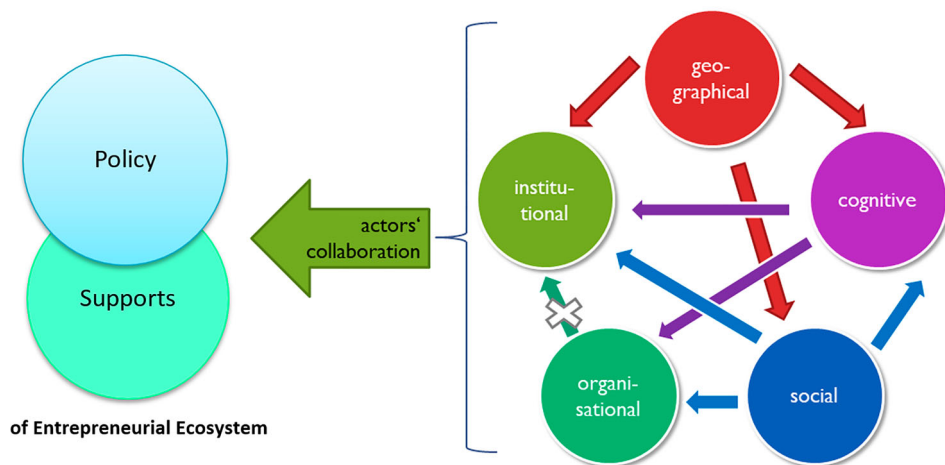 Policy
Supports
of Entrepreneurial Ecosystem
actors'
collaboration
geo-
graphical
institu-
tional
cognitive
organi-
sational
social